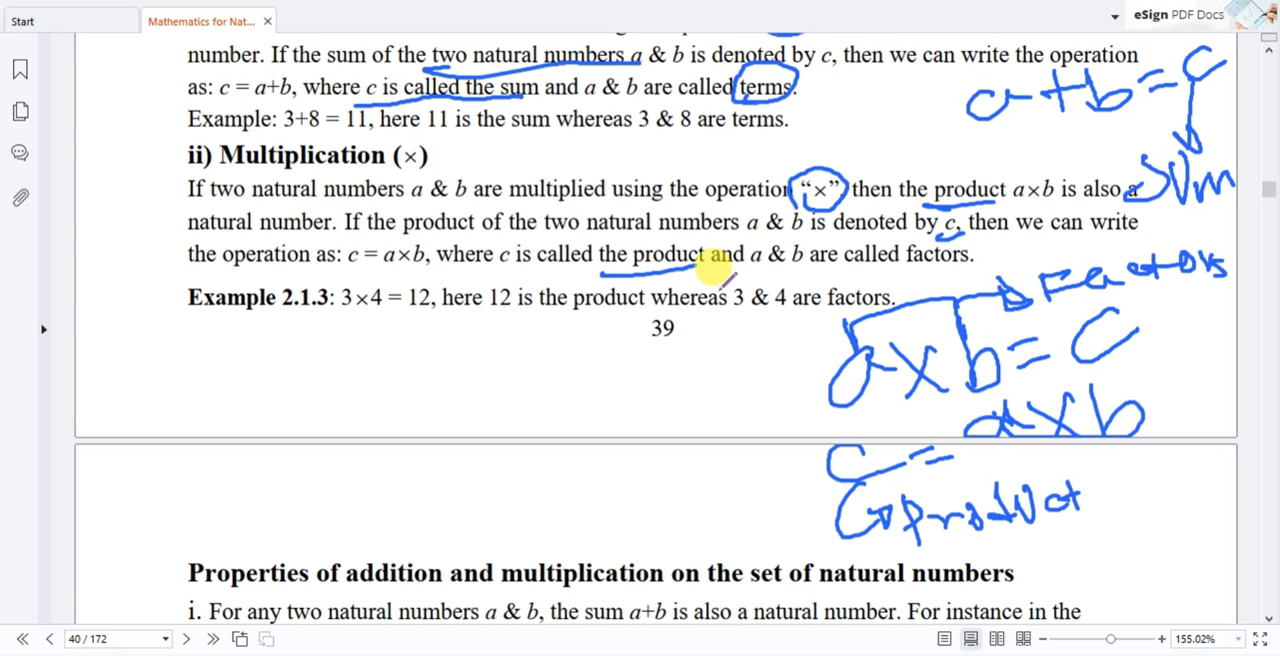 Start
Mathematics for Nat...
eSign PDF Docs
number. If the sum of the two natural numbers a & b is denoted by c, then we can write the operation
as: c = a+b, where c is called the sum and a & b are called terms.
a+b=c
Example: 3+8 = 11, here 11 is the sum whereas 3 & 8 are terms.
ii) Multiplication (×)
Sum
If two natural numbers a & b are multiplied using the operation “×”, then the product a×b is also a
natural number. If the product of the two natural numbers a & b is denoted by c, then we can write
the operation as: c = a×b, where c is called the product and a & b are called factors.
Factors
Example 2.1.3: 3×4 = 12, here 12 is the product whereas 3 & 4 are factors.
39
a×b=c
a×b
c=
product
Properties of addition and multiplication on the set of natural numbers
i. For any two natural numbers a & b, the sum a+b is also a natural number. For instance in the
40 / 172
155.02%